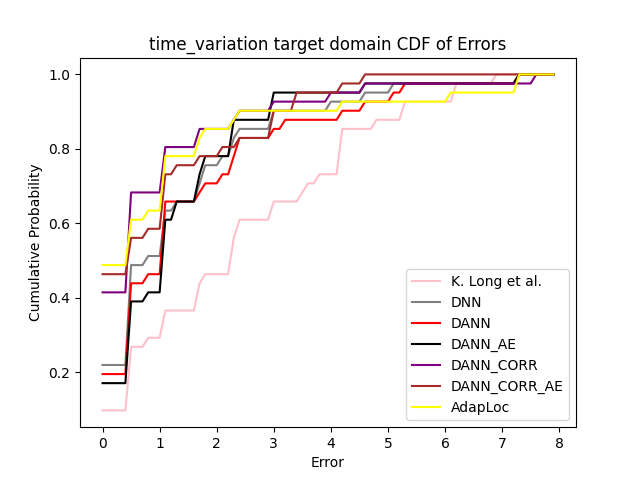 time_variation target domain CDF of Errors
Cumulative Probability
1.0
0.8
0.6
0.4
0.2
K. Long et al.
DNN
DANN
DANN_AE
DANN_CORR
DANN_CORR_AE
AdapLoc
0 1 2 3 4 5 6 7 8
Error